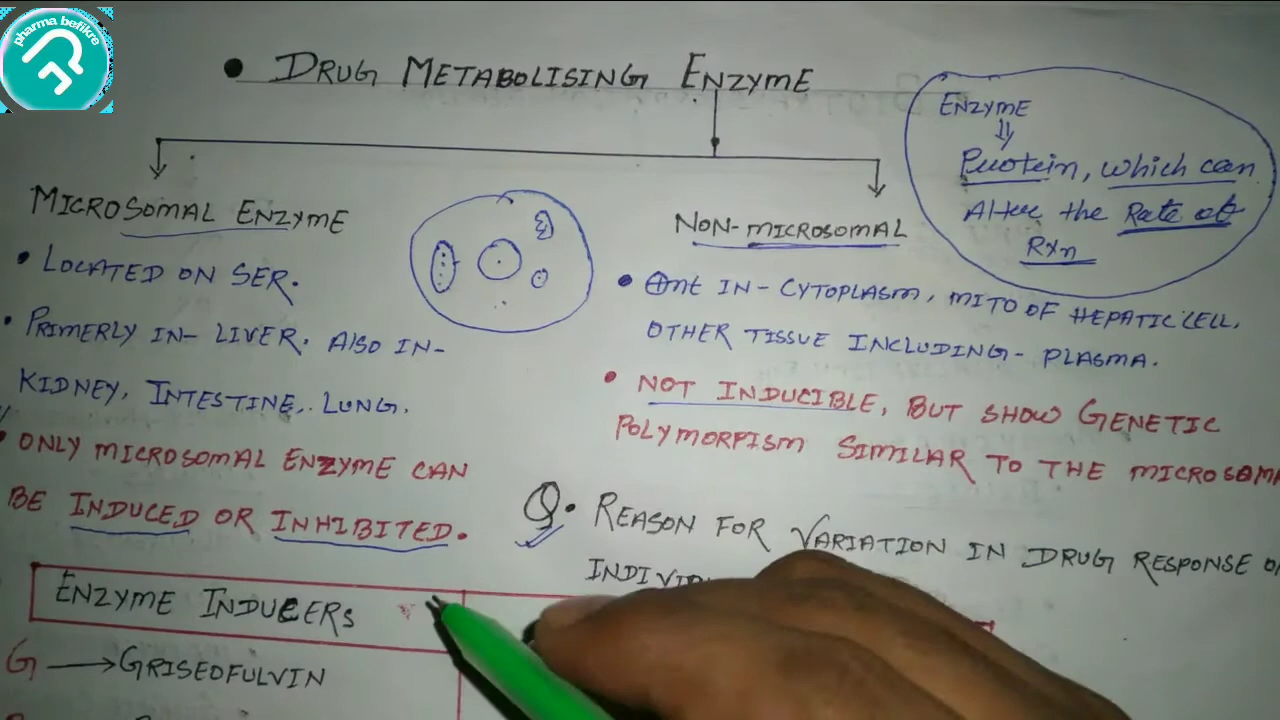 pharma befikre
• DRUG METABOLISING ENZYME
ENZYME
⇓
Protein, which can
Alter the Rate of
Rxn
MICROSOMAL ENZYME
• LOCATED ON SER.
• PRIMERLY IN- LIVER. Also IN-
KIDNEY, INTESTINE, LUNG.
• ONLY MICROSOMAL ENZYME CAN
BE INDUCED OR INHIBITED.
NON-MICROSOMAL
• IN- CYTOPLASM, MITO OF HEPATIC CELL,
OTHER TISSUE INCLUDING- PLASMA.
• NOT INDUCIBLE, BUT SHOW GENETIC
POLYMORPISM SIMILAR TO THE MICROSOMA
Q. REASON FOR VARIATION IN DRUG RESPONSE
ENZYME INDUCERS
G → GRISEOFULVIN